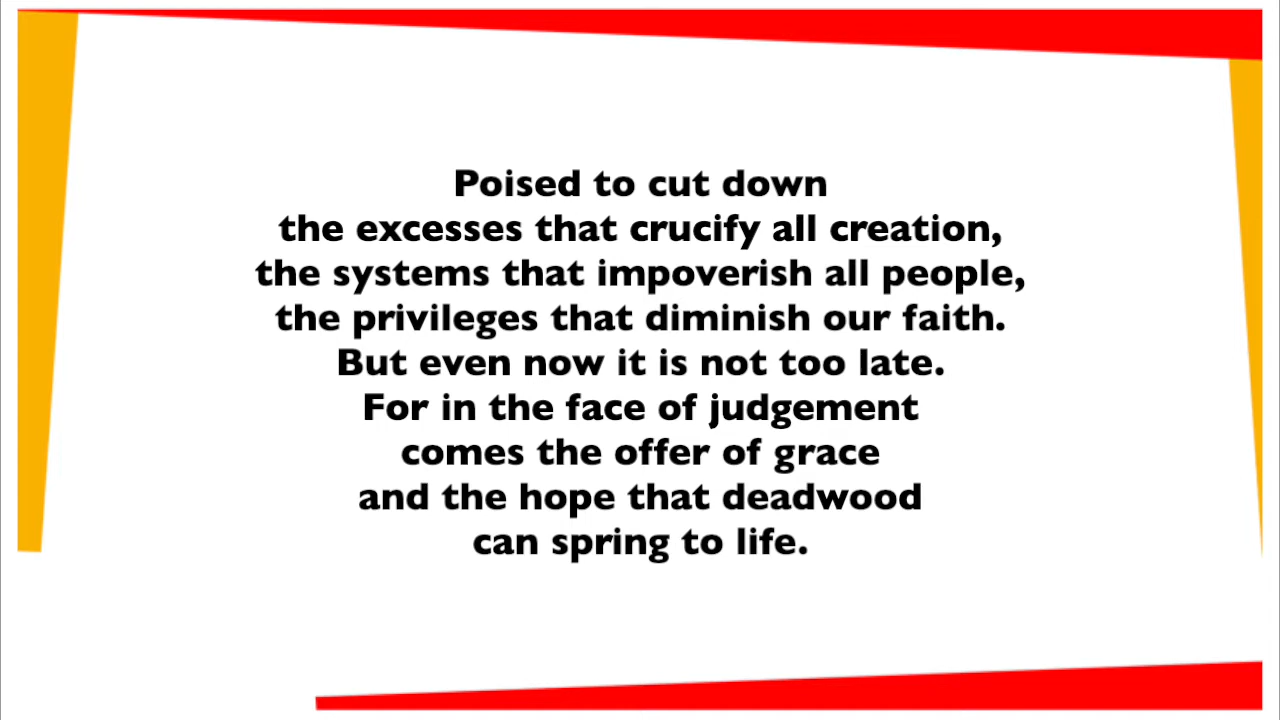 Poised to cut down
the excesses that crucify all creation,
the systems that impoverish all people,
the privileges that diminish our faith.
But even now it is not too late.
For in the face of judgement
comes the offer of grace
and the hope that deadwood
can spring to life.